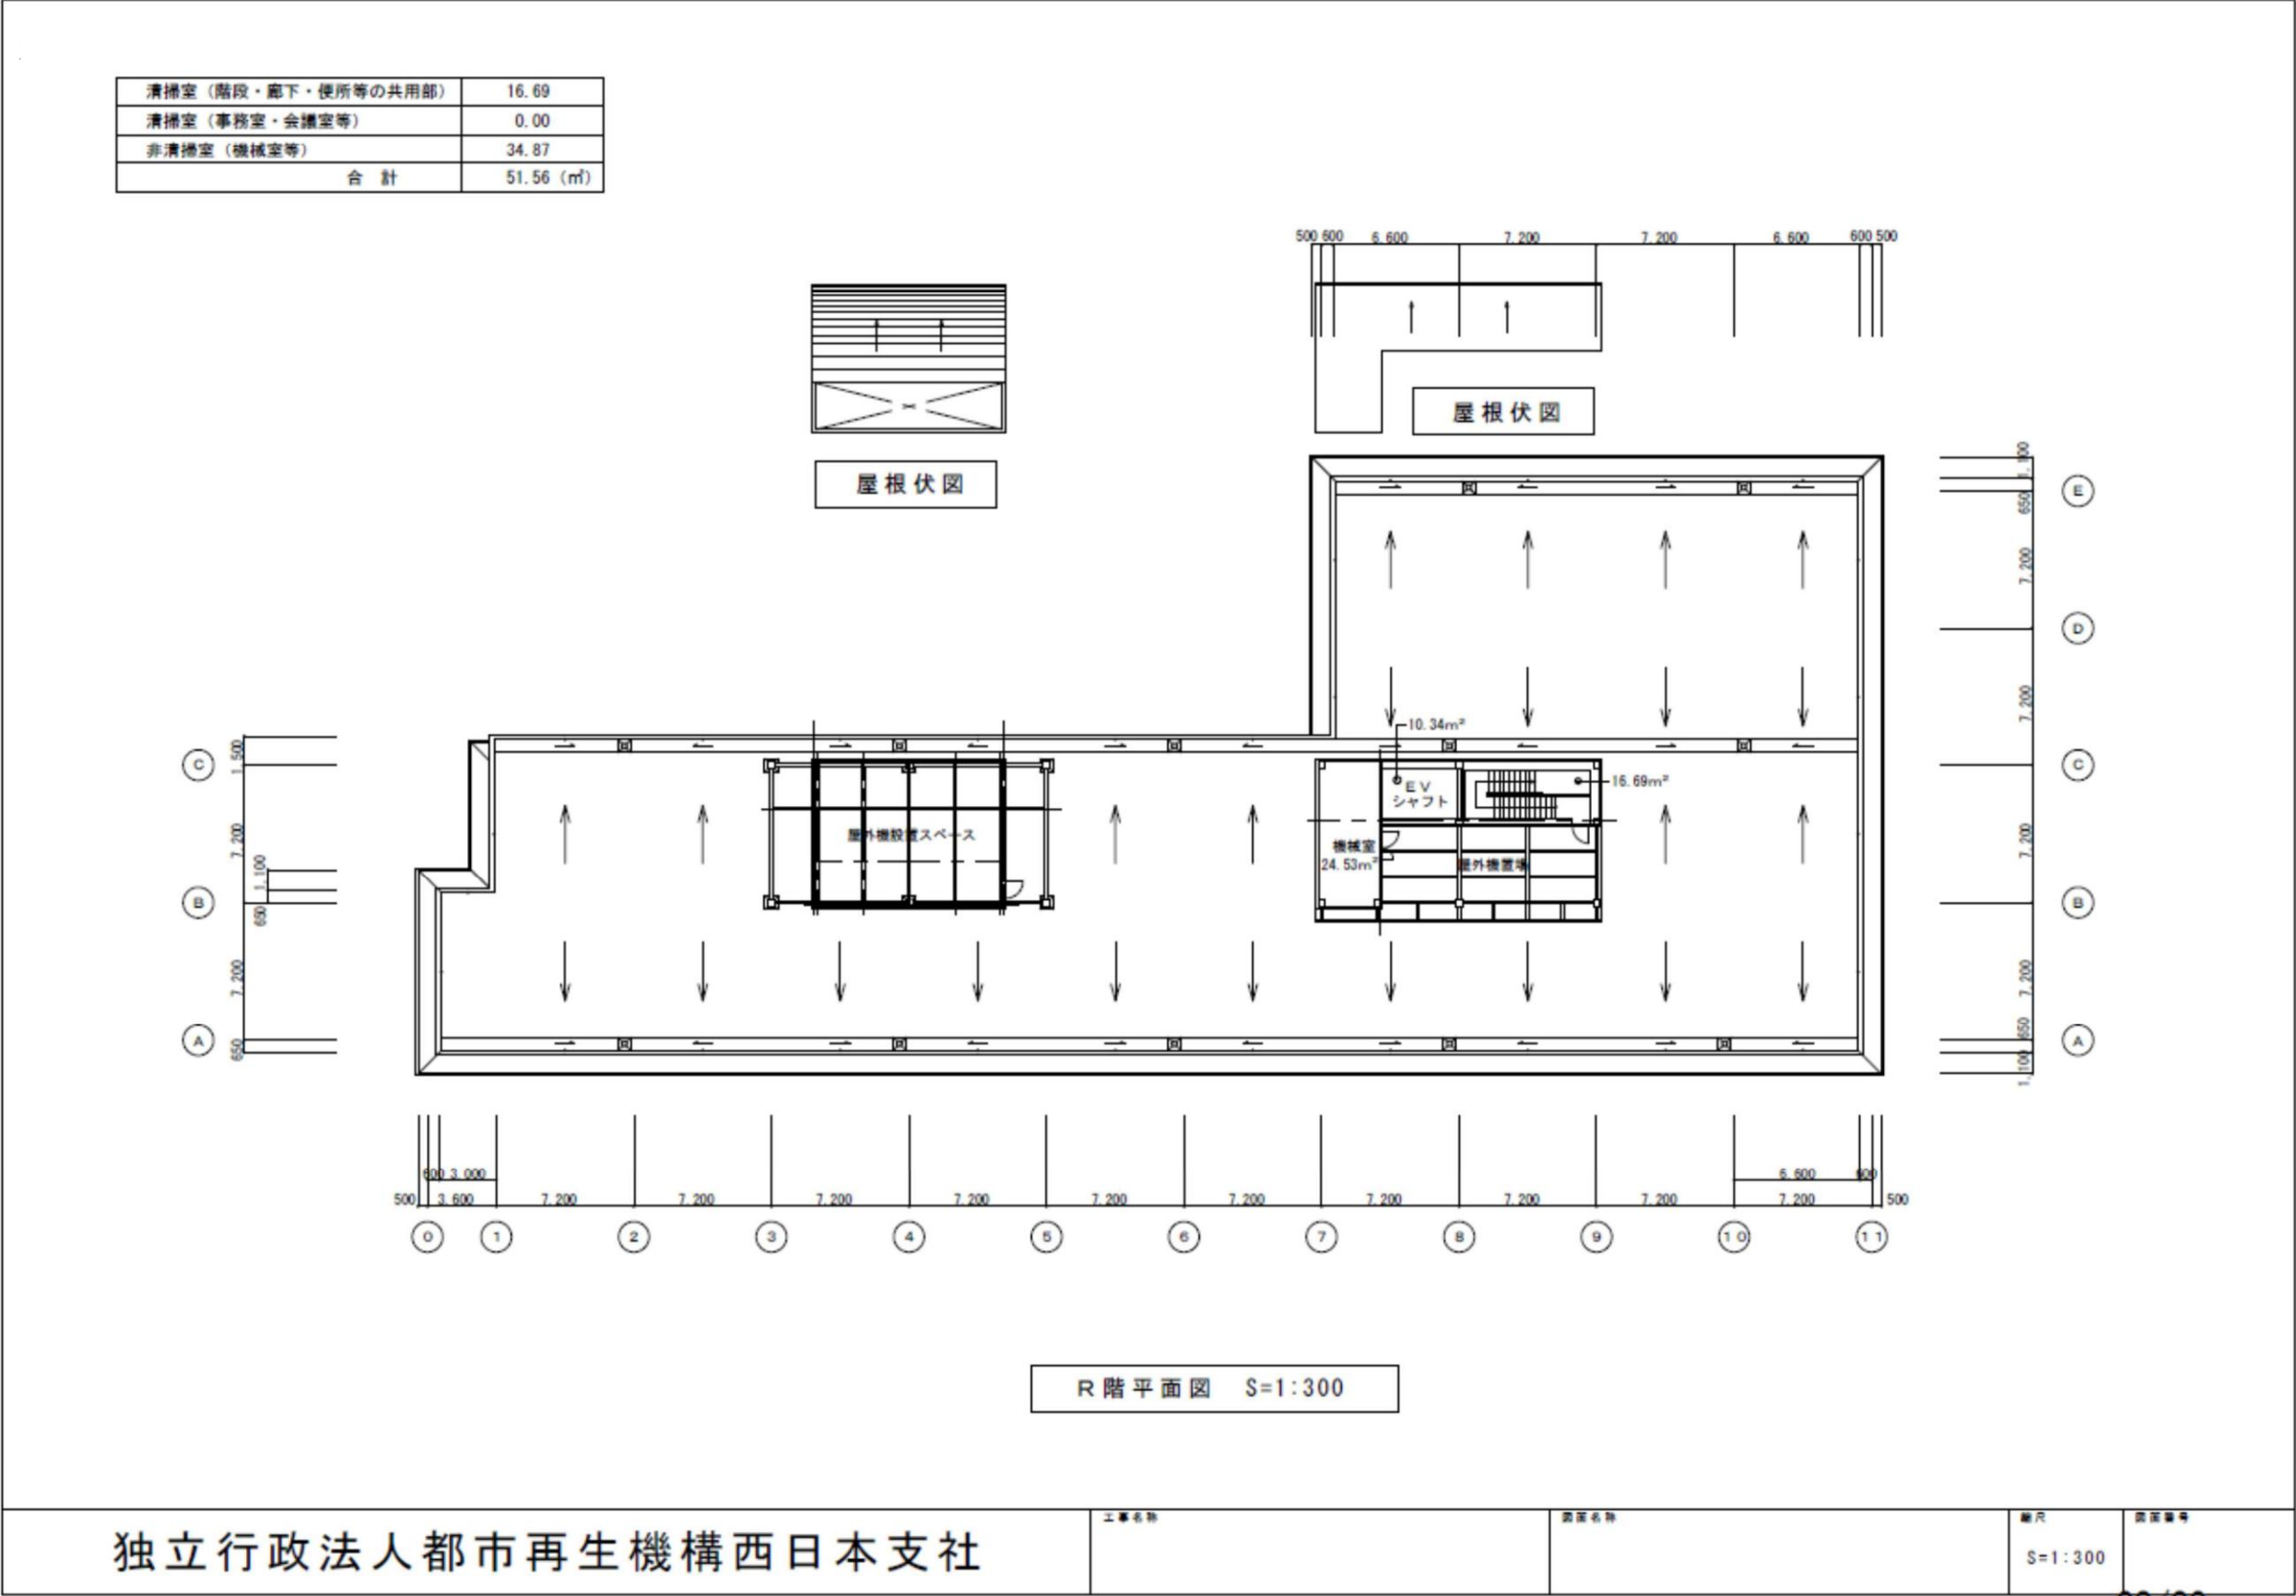 清掃室（階段・廊下・便所等の共用部） 16.69
清掃室（事務室・会議室等） 0.00
非清掃室（機械室等） 34.87
合 計 51.56（㎡）
500 600 6.600 7.200 7.200 6.600 600 500
屋根伏図
屋根伏図
1.100
E
650
7.200
D
7.200
10.34m²
C
1.500
C
EV
シャフト
16.69m²
屋外機設置スペース
機械室
24.53m²
屋外機置場
7.200
7.200
1.100
B
650
B
7.200
7.200
A
650
650
A
1.100
600 3.000
6.600 600
500 3.600 7.200 7.200 7.200 7.200 7.200 7.200 7.200 7.200 7.200 7.200 500
0 1 2 3 4 5 6 7 8 9 10 11
R階平面図 S=1:300
独立行政法人都市再生機構西日本支社
工事名称
図面名称
縮尺
S=1:300
図面番号